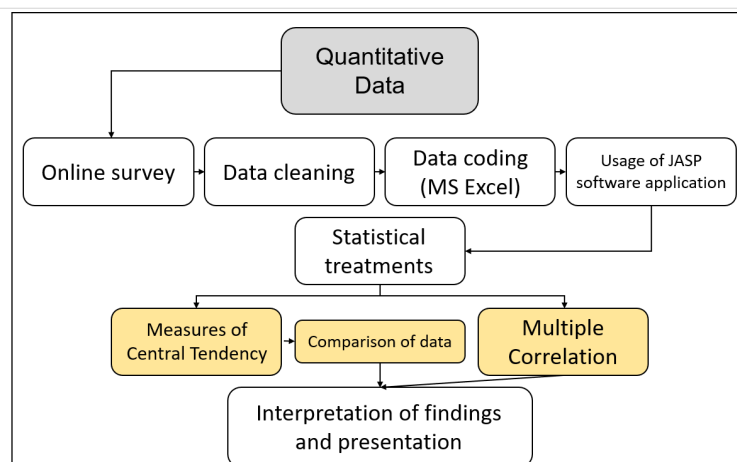 Quantitative
Data
Online survey
Data cleaning
Data coding
(MS Excel)
Usage of JASP
software application
Statistical
treatments
Measures of
Central Tendency
Comparison of data
Multiple
Correlation
Interpretation of findings
and presentation